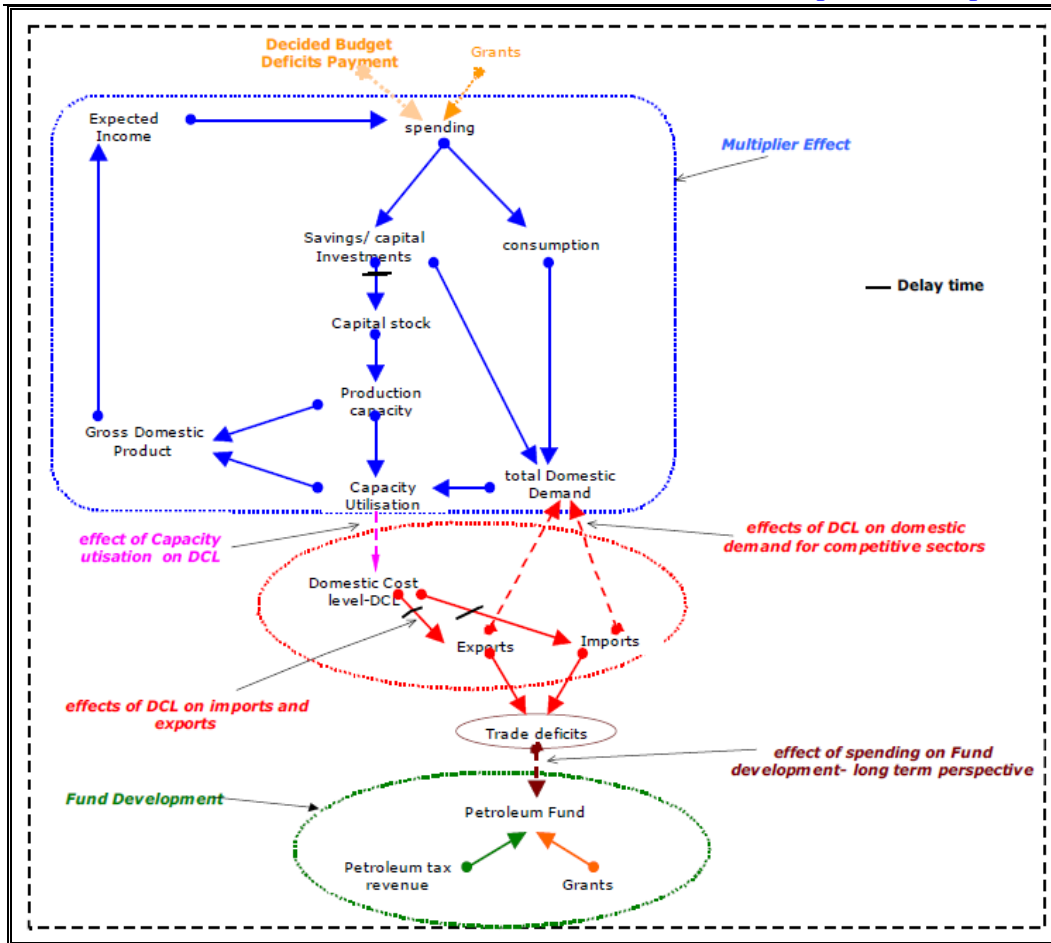 Decided Budget
Deficits Payment
Grants
Expected
Income
spending
Multiplier Effect
Savings/ capital
Investments
consumption
Delay time
Capital stock
Production
capacity
Gross Domestic
Product
total Domestic
Demand
Capacity
Utilisation
effect of Capacity
utisation on DCL
effects of DCL on domestic
demand for competitive sectors
Domestic Cost
level-DCL
Exports
Imports
effects of DCL on imports and
exports
Trade deficits
effect of spending on Fund
development- long term perspective
Fund Development
Petroleum Fund
Petroleum tax
revenue
Grants